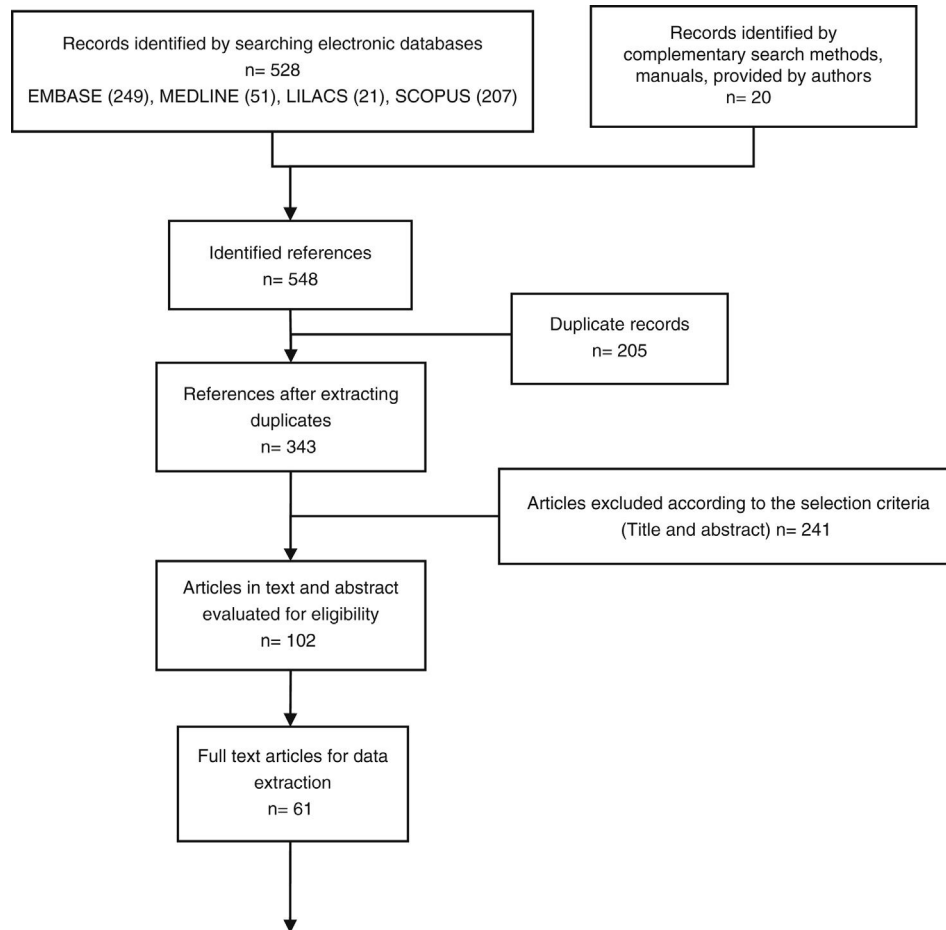 Records identified by searching electronic databases
n= 528
EMBASE (249), MEDLINE (51), LILACS (21), SCOPUS (207)
Records identified by
complementary search methods,
manuals, provided by authors
n= 20
Identified references
n= 548
Duplicate records
n= 205
References after extracting
duplicates
n= 343
Articles excluded according to the selection criteria
(Title and abstract) n= 241
Articles in text and abstract
evaluated for eligibility
n= 102
Full text articles for data
extraction
n= 61